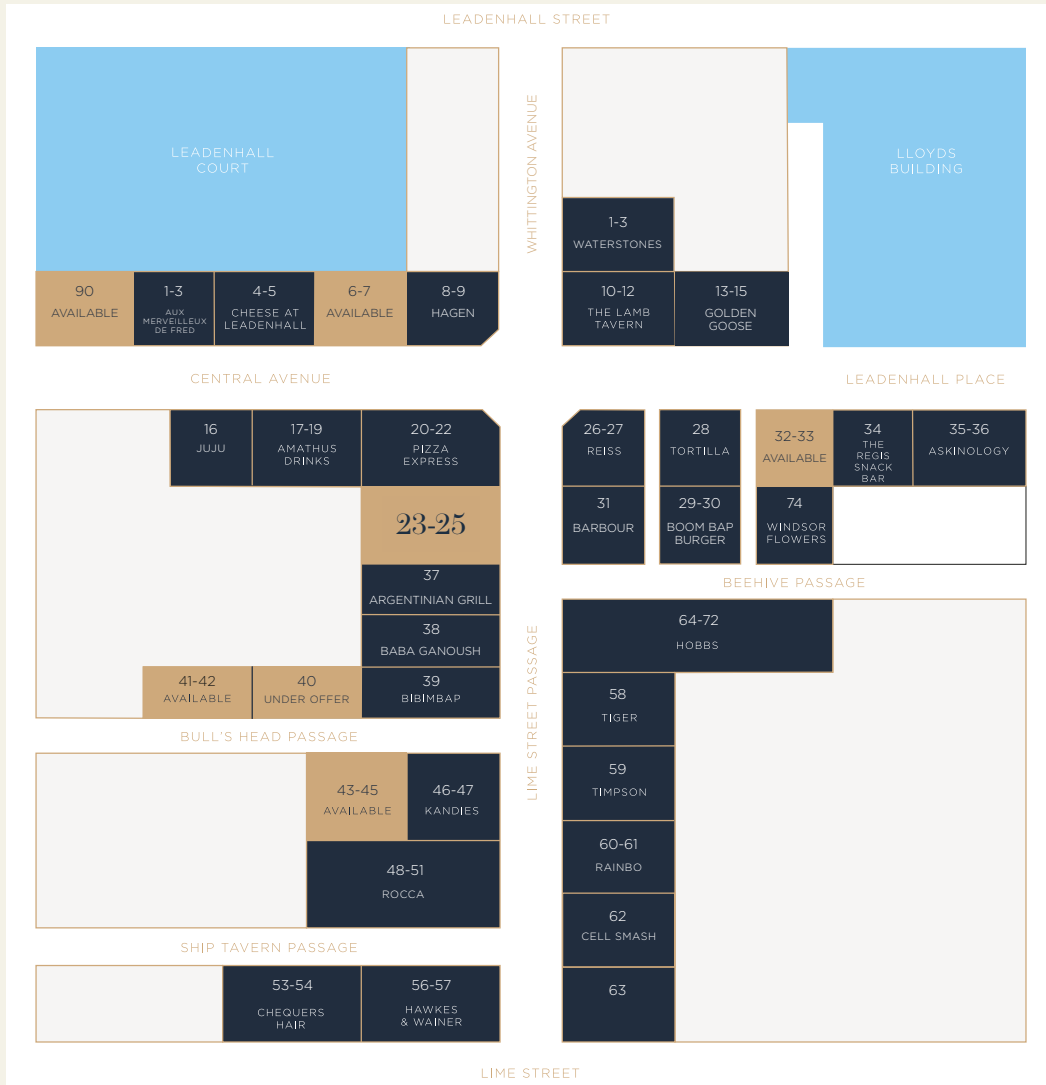 LEADENHALL STREET
LEADENHALL
COURT
WHITTINGTON AVENUE
LLOYDS
BUILDING
1-3
WATERSTONES
90
AVAILABLE
1-3
AUX
MERVEILLEUX
DE FRED
4-5
CHEESE AT
LEADENHALL
6-7
AVAILABLE
8-9
HAGEN
10-12
THE LAMB
TAVERN
13-15
GOLDEN
GOOSE
CENTRAL AVENUE
LEADENHALL PLACE
16
JUJU
17-19
AMATHUS
DRINKS
20-22
PIZZA
EXPRESS
26-27
REISS
28
TORTILLA
32-33
AVAILABLE
34
THE
REGIS
SNACK
BAR
35-36
ASKINOLOGY
23-25
31
BARBOUR
29-30
BOOM BAP
BURGER
74
WINDSOR
FLOWERS
37
ARGENTINIAN GRILL
BEEHIVE PASSAGE
38
BABA GANOUSH
64-72
HOBBS
41-42
AVAILABLE
40
UNDER OFFER
39
BIBIMBAP
LIME STREET PASSAGE
58
TIGER
BULL'S HEAD PASSAGE
43-45
AVAILABLE
46-47
KANDIES
59
TIMPSON
48-51
ROCCA
60-61
RAINBO
62
CELL SMASH
SHIP TAVERN PASSAGE
53-54
CHEQUERS
HAIR
56-57
HAWKES
& WAINER
63
LIME STREET